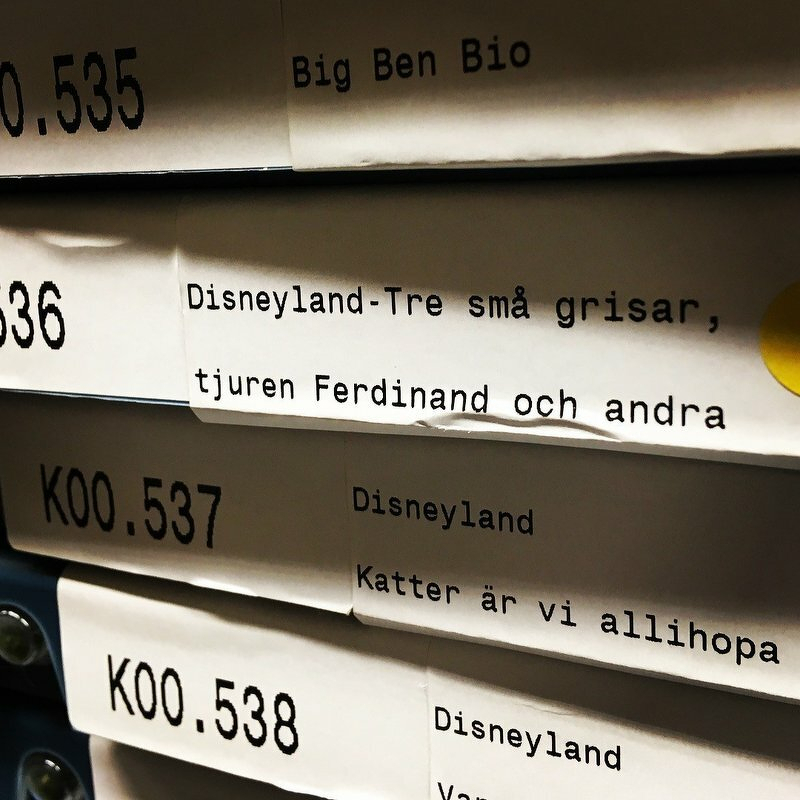 0.535
Big Ben Bio
536
Disneyland-Tre små grisar,
tjuren Ferdinand och andra
K00.537
Disneyland
Katter är vi allihopa
K00.538
Disneyland